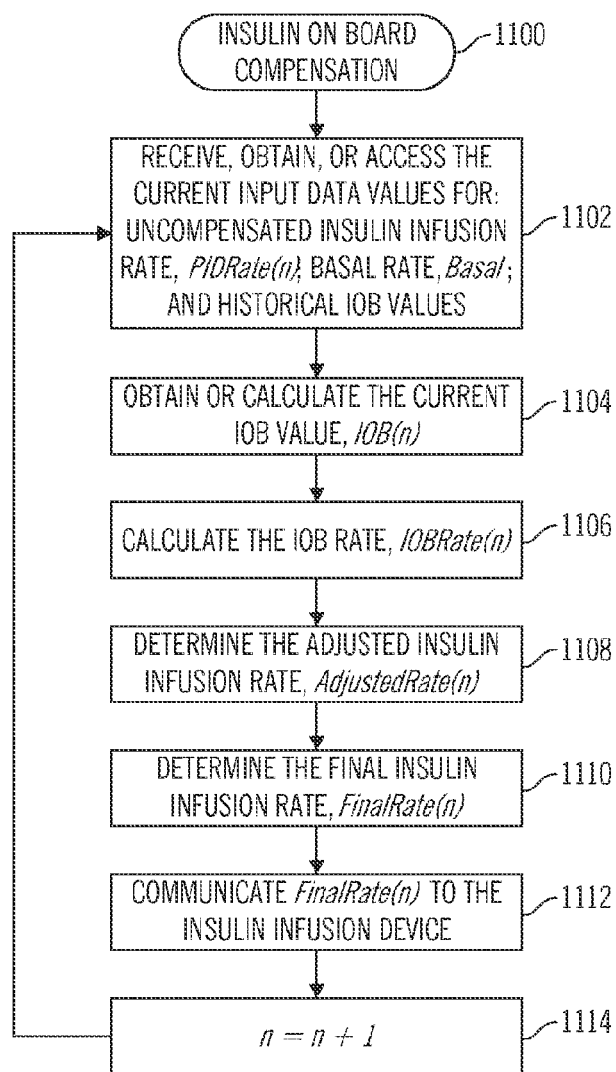 INSULIN ON BOARD
COMPENSATION
1100
RECEIVE, OBTAIN, OR ACCESS THE
CURRENT INPUT DATA VALUES FOR:
UNCOMPENSATED INSULIN INFUSION
RATE, PIDRate(n); BASAL RATE, Basal;
AND HISTORICAL IOB VALUES
1102
OBTAIN OR CALCULATE THE CURRENT
IOB VALUE, IOB(n)
1104
CALCULATE THE IOB RATE, IOBRate(n)
1106
DETERMINE THE ADJUSTED INSULIN
INFUSION RATE, AdjustedRate(n)
1108
DETERMINE THE FINAL INSULIN
INFUSION RATE, FinalRate(n)
1110
COMMUNICATE FinalRate(n) TO THE
INSULIN INFUSION DEVICE
1112
n = n + 1
1114